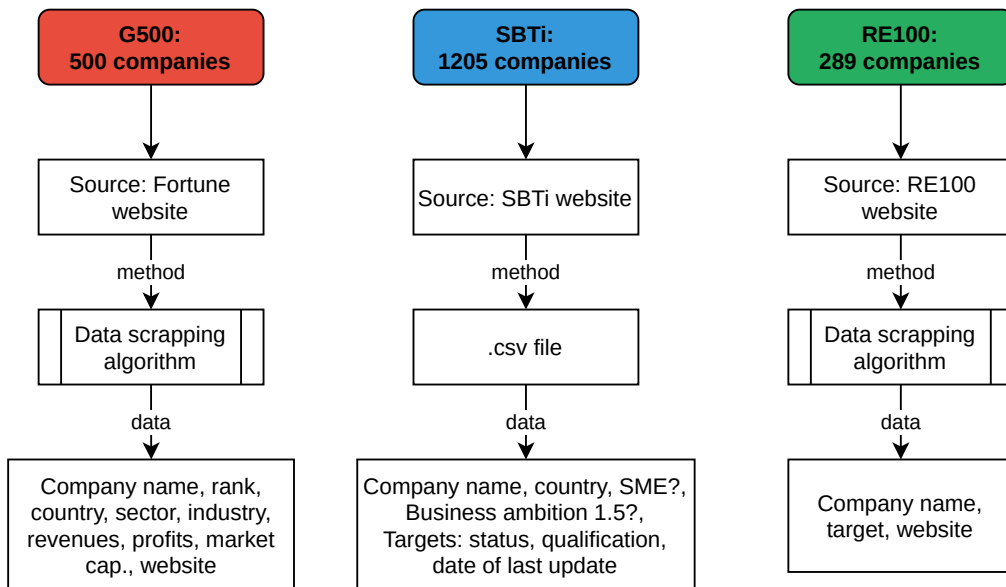 G500:
500 companies
Source: Fortune
website
method
Data scrapping
algorithm
data
Company name, rank,
country, sector, industry,
revenues, profits, market
cap., website
SBTi:
1205 companies
Source: SBTi website
method
.csv file
data
Company name, country, SME?,
Business ambition 1.5?,
Targets: status, qualification,
date of last update
RE100:
289 companies
Source: RE100
website
method
Data scrapping
algorithm
data
Company name,
target, website